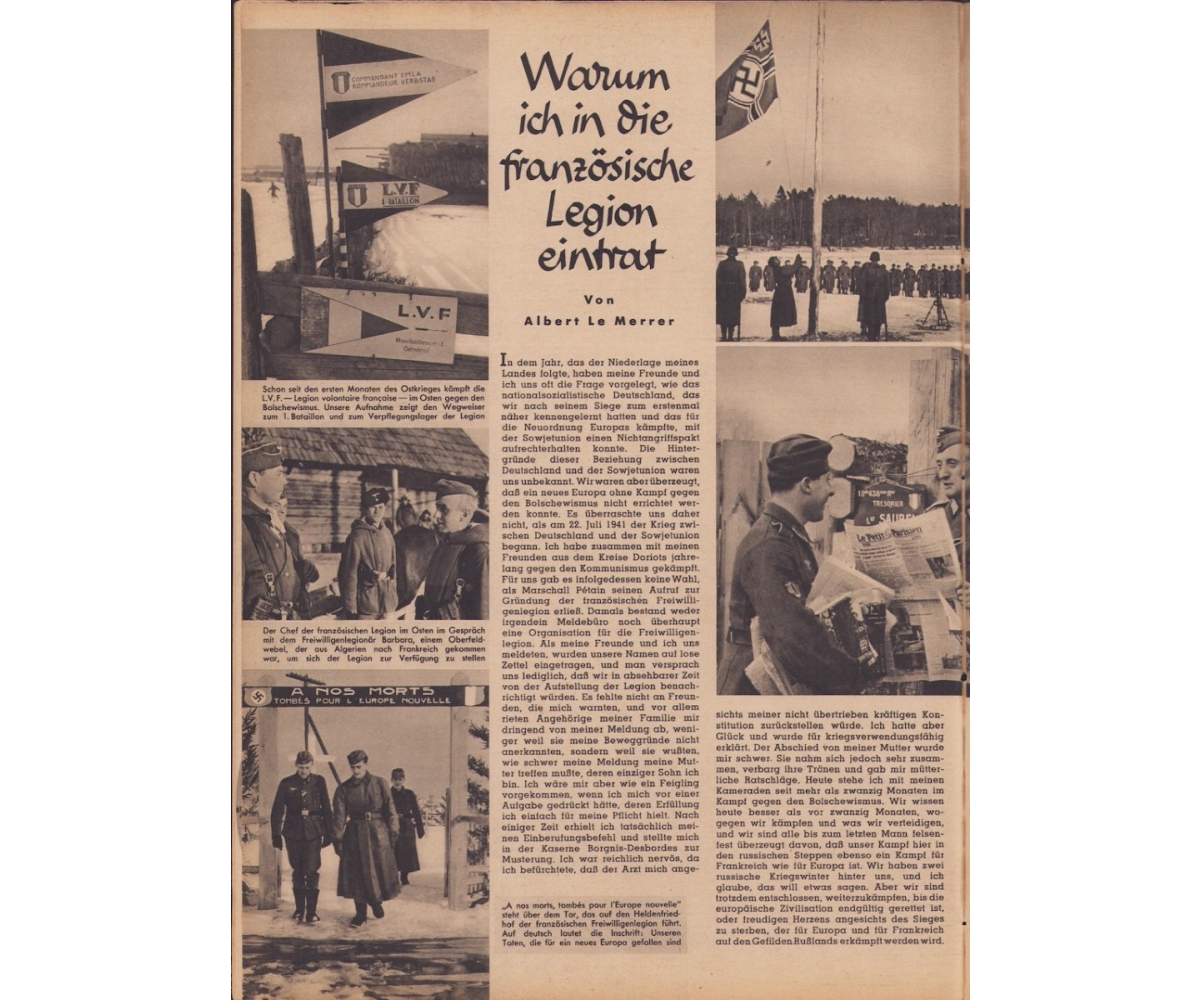 COMMANDANT EM.LA
KOMMANDEUR VERBSTAB
L.V.F
I. BATAILLON
L.V.F
Général
Schon seit den ersten Monaten des Ostkrieges kämpft die
L.V.F. — Legion volontaire française — im Osten gegen den
Bolschewismus. Unsere Aufnahme zeigt den Wegweiser
zum 1. Bataillon und zum Verpflegungslager der Legion
Der Chef der französischen Legion im Osten im Gespräch
mit dem Freiwilligenlegionär Barbara, einem Oberfeld-
webel, der aus Algerien nach Frankreich gekommen
war, um sich der Legion zur Verfügung zu stellen
A NOS MORTS
TOMBÉS POUR L EUROPE NOUVELLE
Warum
ich in die
französische
Legion
eintrat
Von
Albert Le Merrer
In dem Jahr, das der Niederlage meines
Landes folgte, haben meine Freunde und
ich uns oft die Frage vorgelegt, wie das
nationalsozialistische Deutschland, das
wir nach seinem Siege zum erstenmal
näher kennengelernt hatten und das für
die Neuordnung Europas kämpfte, mit
der Sowjetunion einen Nichtangriffspakt
aufrechterhalten konnte. Die Hinter-
gründe dieser Beziehung zwischen
Deutschland und der Sowjetunion waren
uns unbekannt. Wir waren aber überzeugt,
daß ein neues Europa ohne Kampf gegen
den Bolschewismus nicht errichtet wer-
den konnte. Es überraschte uns daher
nicht, als am 22. Juli 1941 der Krieg zwi-
schen Deutschland und der Sowjetunion
begann. Ich habe zusammen mit meinen
Freunden aus dem Kreise Doriots jahre-
lang gegen den Kommunismus gekämpft.
Für uns gab es infolgedessen keine Wahl,
als Marschall Pétain seinen Aufruf zur
Gründung der französischen Freiwilli-
genlegion erließ. Damals bestand weder
irgendein Meldebüro noch überhaupt
eine Organisation für die Freiwilligen-
legion. Als meine Freunde und ich uns
meldeten, wurden unsere Namen auf lose
Zettel eingetragen, und man versprach
uns lediglich, daß wir in absehbarer Zeit
von der Aufstellung der Legion benach-
richtigt würden. Es fehlte nicht an Freun-
den, die mich warnten, und vor allem
rieten Angehörige meiner Familie mir
dringend von meiner Meldung ab, weni-
ger weil sie meine Beweggründe nicht
anerkannten, sondern weil sie wußten,
wie schwer meine Meldung meine Mut-
ter treffen mußte, deren einziger Sohn ich
bin. Ich wäre mir aber wie ein Feigling
vorgekommen, wenn ich mich vor einer
Aufgabe gedrückt hätte, deren Erfüllung
ich einfach für meine Pflicht hielt. Nach
einiger Zeit erhielt ich tatsächlich mei-
nen Einberufungsbefehl und stellte mich
in der Kaserne Borgnis-Desbordes zur
Musterung. Ich war reichlich nervös, da
ich befürchtete, daß der Arzt mich ange-
„A nos morts, tombés pour l'Europe nouvelle"
steht über dem Tor, das auf den Heldenfried-
hof der französischen Freiwilligenlegion führt.
Auf deutsch lautet die Inschrift: Unseren
Toten, die für ein neues Europa gefallen sind
TRESORIER
Le Petit Parisien
sichts meiner nicht übertrieben kräftigen Kon-
stitution zurückstellen würde. Ich hatte aber
Glück und wurde für kriegsverwendungsfähig
erklärt. Der Abschied von meiner Mutter wurde
mir schwer. Sie nahm sich jedoch sehr zusam-
men, verbarg ihre Tränen und gab mir mütter-
liche Ratschläge. Heute stehe ich mit meinen
Kameraden seit mehr als zwanzig Monaten im
Kampf gegen den Bolschewismus. Wir wissen
heute besser als vor zwanzig Monaten, wo-
gegen wir kämpfen und was wir verteidigen,
und wir sind alle bis zum letzten Mann felsen-
fest überzeugt davon, daß unser Kampf hier in
den russischen Steppen ebenso ein Kampf für
Frankreich wie für Europa ist. Wir haben zwei
russische Kriegswinter hinter uns, und ich
glaube, das will etwas sagen. Aber wir sind
trotzdem entschlossen, weiterzukämpfen, bis die
europäische Zivilisation endgültig gerettet ist,
oder freudigen Herzens angesichts des Sieges
zu sterben, der für Europa und für Frankreich
auf den Gefilden Rußlands erkämpft werden wird.